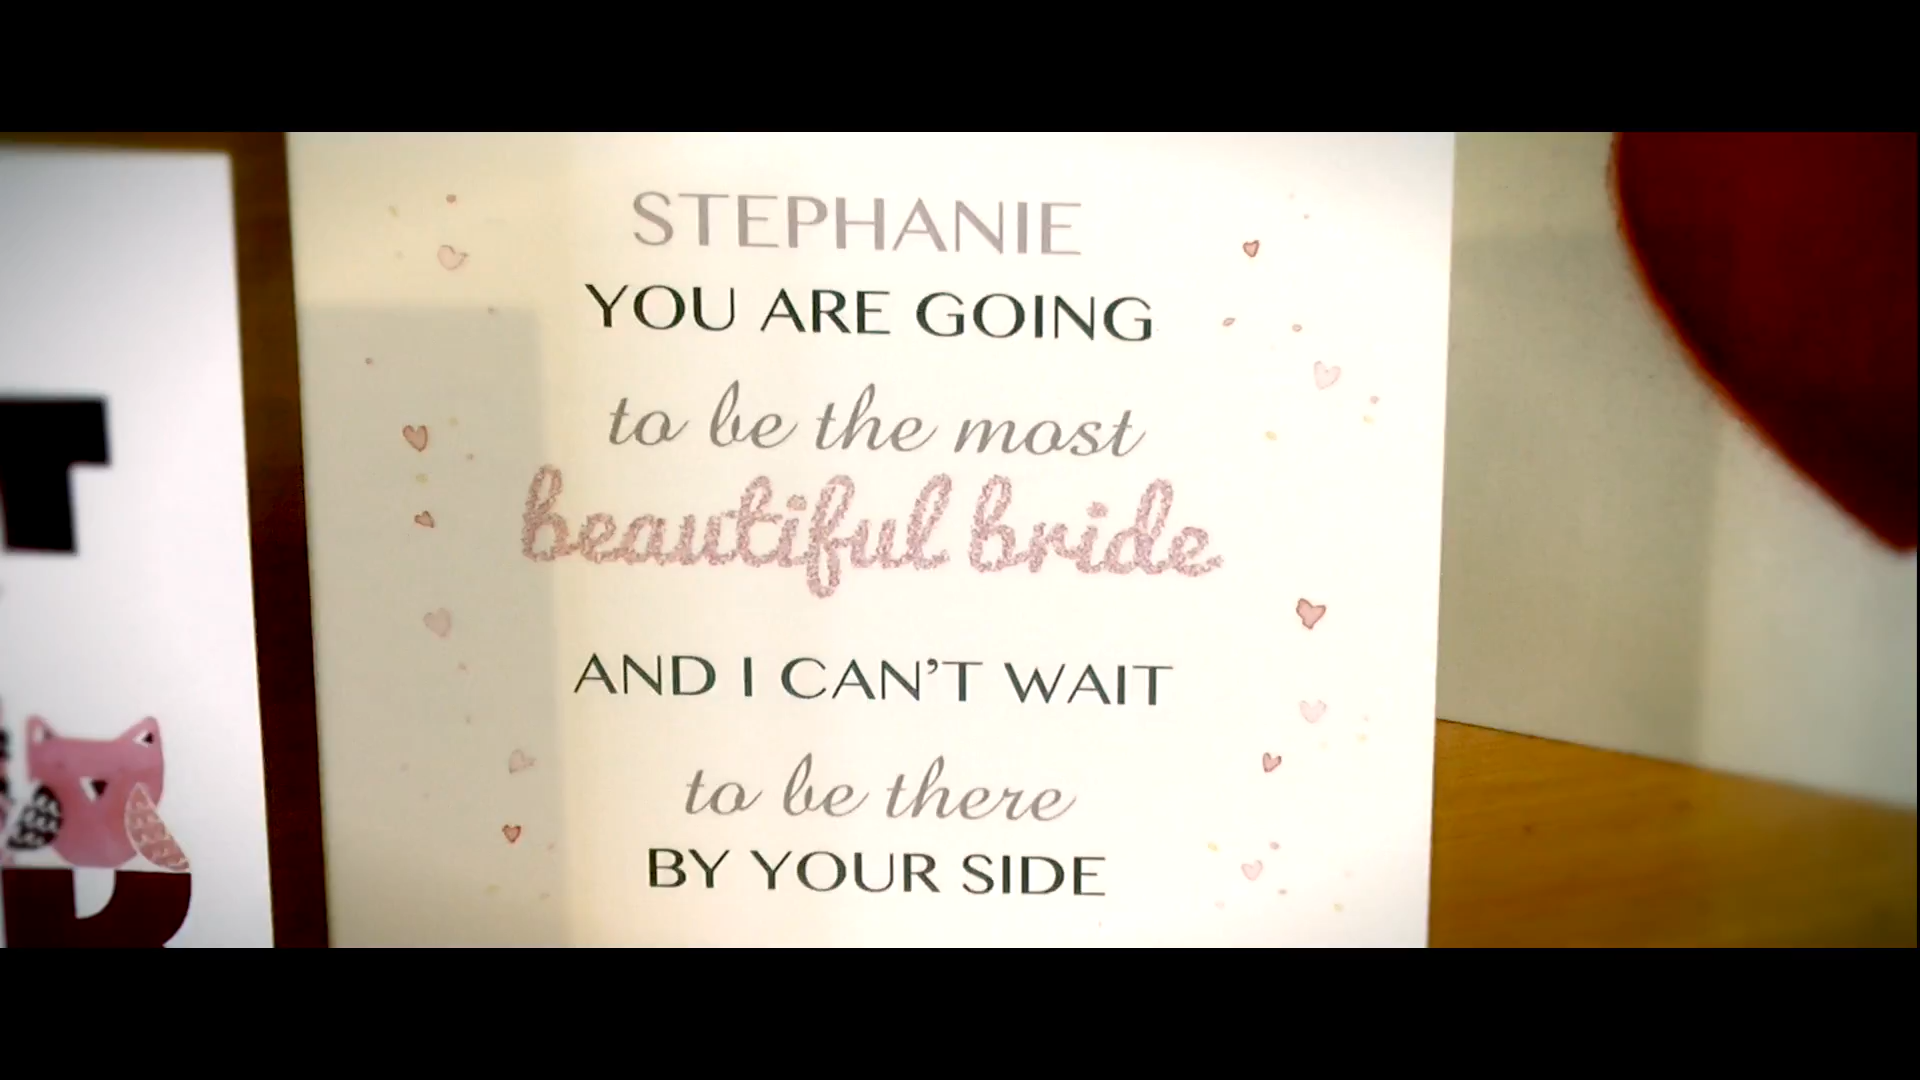 STEPHANIE
YOU ARE GOING
to be the most
beautiful bride
AND I CAN'T WAIT
to be there
BY YOUR SIDE